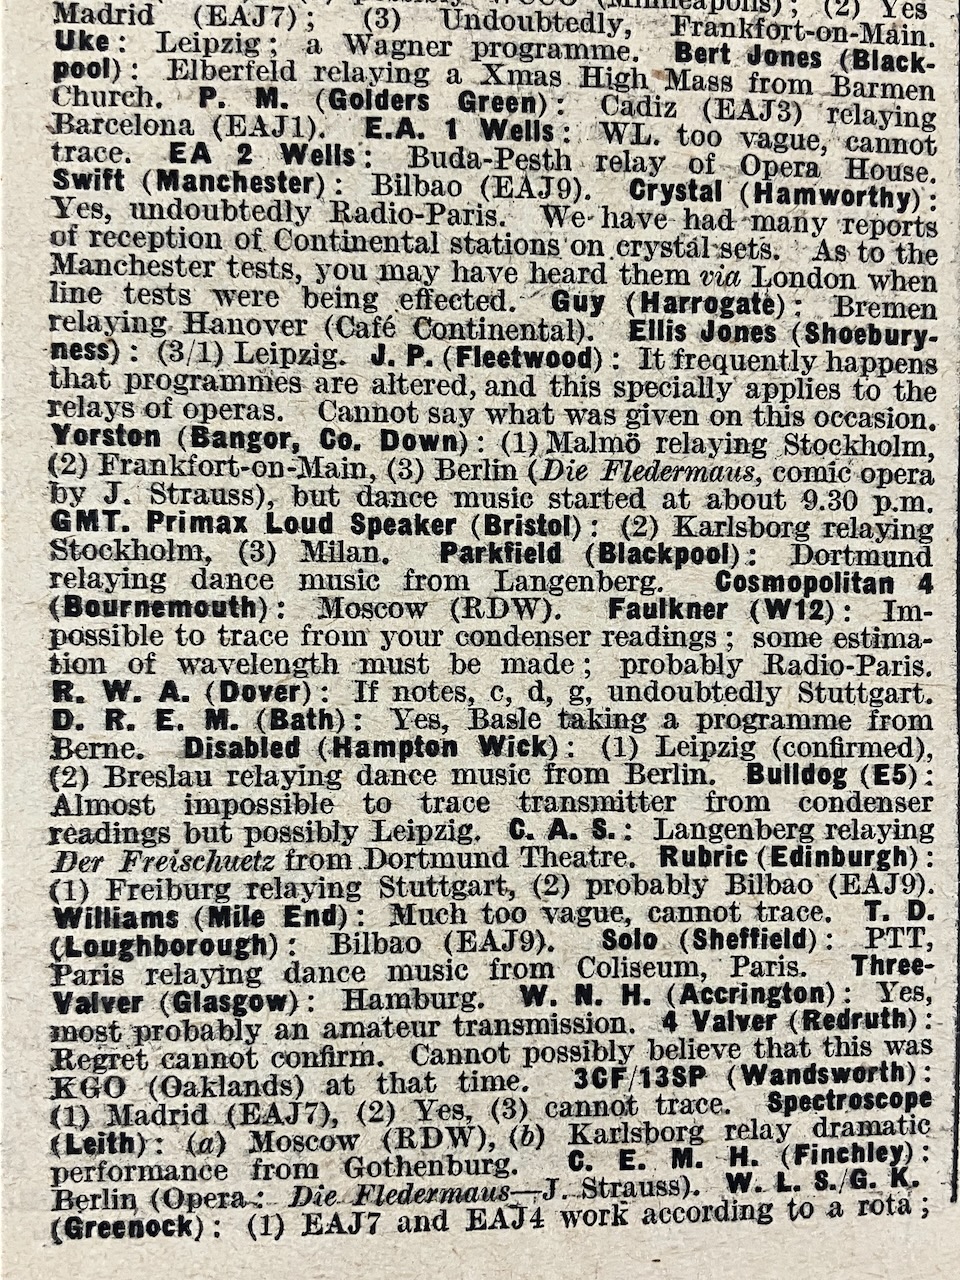 (Minneapolis); (2) Yes
Madrid (EAJ7); (3) Undoubtedly, Frankfort-on-Main.
Uke: Leipzig; a Wagner programme. Bert Jones (Black-
pool): Elberfeld relaying a Xmas High Mass from Barmen
Church. P. M. (Golders Green): Cadiz (EAJ3) relaying
Barcelona (EAJ1). E.A. 1 Wells: WL. too vague, cannot
trace. EA 2 Wells: Buda-Pesth relay of Opera House.
Swift (Manchester): Bilbao (EAJ9). Crystal (Hamworthy):
Yes, undoubtedly Radio-Paris. We have had many reports
of reception of Continental stations on crystal sets. As to the
Manchester tests, you may have heard them via London when
line tests were being effected. Guy (Harrogate): Bremen
relaying Hanover (Café Continental). Ellis Jones (Shoebury-
ness): (3/1) Leipzig. J. P. (Fleetwood): It frequently happens
that programmes are altered, and this specially applies to the
relays of operas. Cannot say what was given on this occasion.
Yorston (Bangor, Co. Down): (1) Malmö relaying Stockholm,
(2) Frankfort-on-Main, (3) Berlin (Die Fledermaus, comic opera
by J. Strauss), but dance music started at about 9.30 p.m.
GMT. Primax Loud Speaker (Bristol): (2) Karlsborg relaying
Stockholm, (3) Milan. Parkfield (Blackpool): Dortmund
relaying dance music from Langenberg. Cosmopolitan 4
(Bournemouth): Moscow (RDW). Faulkner (W12): Im-
possible to trace from your condenser readings; some estima-
tion of wavelength must be made; probably Radio-Paris.
R. W. A. (Dover): If notes, c, d, g, undoubtedly Stuttgart.
D. R. E. M. (Bath): Yes, Basle taking a programme from
Berne. Disabled (Hampton Wick): (1) Leipzig (confirmed),
(2) Breslau relaying dance music from Berlin. Bulldog (E5):
Almost impossible to trace transmitter from condenser
readings but possibly Leipzig. C. A. S.: Langenberg relaying
Der Freischuetz from Dortmund Theatre. Rubric (Edinburgh):
(1) Freiburg relaying Stuttgart, (2) probably Bilbao (EAJ9).
Williams (Mile End): Much too vague, cannot trace. T. D.
(Loughborough): Bilbao (EAJ9). Solo (Sheffield): PTT,
Paris relaying dance music from Coliseum, Paris. Three-
Valver (Glasgow): Hamburg. W. N. H. (Accrington): Yes,
most probably an amateur transmission. 4 Valver (Redruth):
Regret cannot confirm. Cannot possibly believe that this was
KGO (Oaklands) at that time. 3CF/13SP (Wandsworth):
(1) Madrid (EAJ7), (2) Yes, (3) cannot trace. Spectroscope
(Leith): (a) Moscow (RDW), (b) Karlsborg relay dramatic
performance from Gothenburg. C. E. M. H. (Finchley):
Berlin (Opera: Die Fledermaus—J. Strauss). W. L. S./G. K.
(Greenock): (1) EAJ7 and EAJ4 work according to a rota;